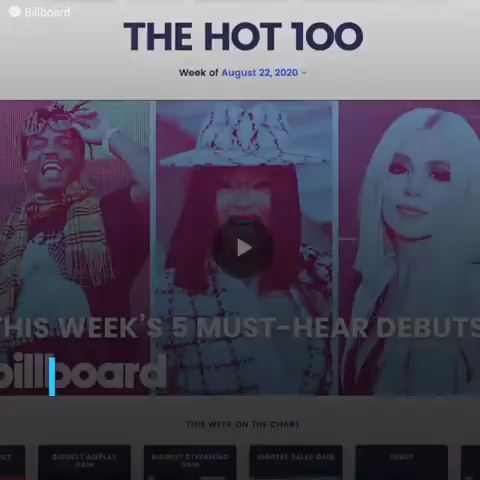 Billboard
THE HOT 100
Week of August 22, 2020
THIS WEEK'S 5 MUST-HEAR DEBUTS
billboard
THIS WEEK ON THE CHART
BIGGEST AIRPLAY GAIN
BIGGEST STREAMING GAIN
BIGGEST SALES GAIN
DEBUT